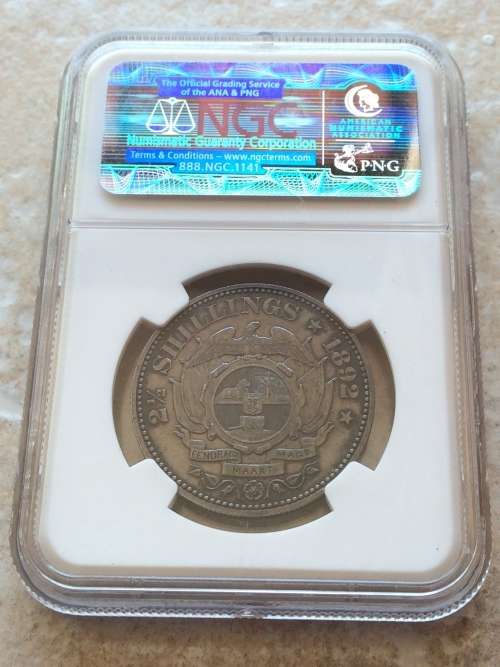 The Official Grading Service
of the ANA & PNG
NGC
Numismatic Guaranty Corporation
Terms & Conditions – www.ngcterms.com
888.NGC.1141
AMERICAN
NUMISMATIC
ASSOCIATION
PNG
2½ SHILLINGS ★ 1892 ★
EENDRAGT MAAKT MAGT